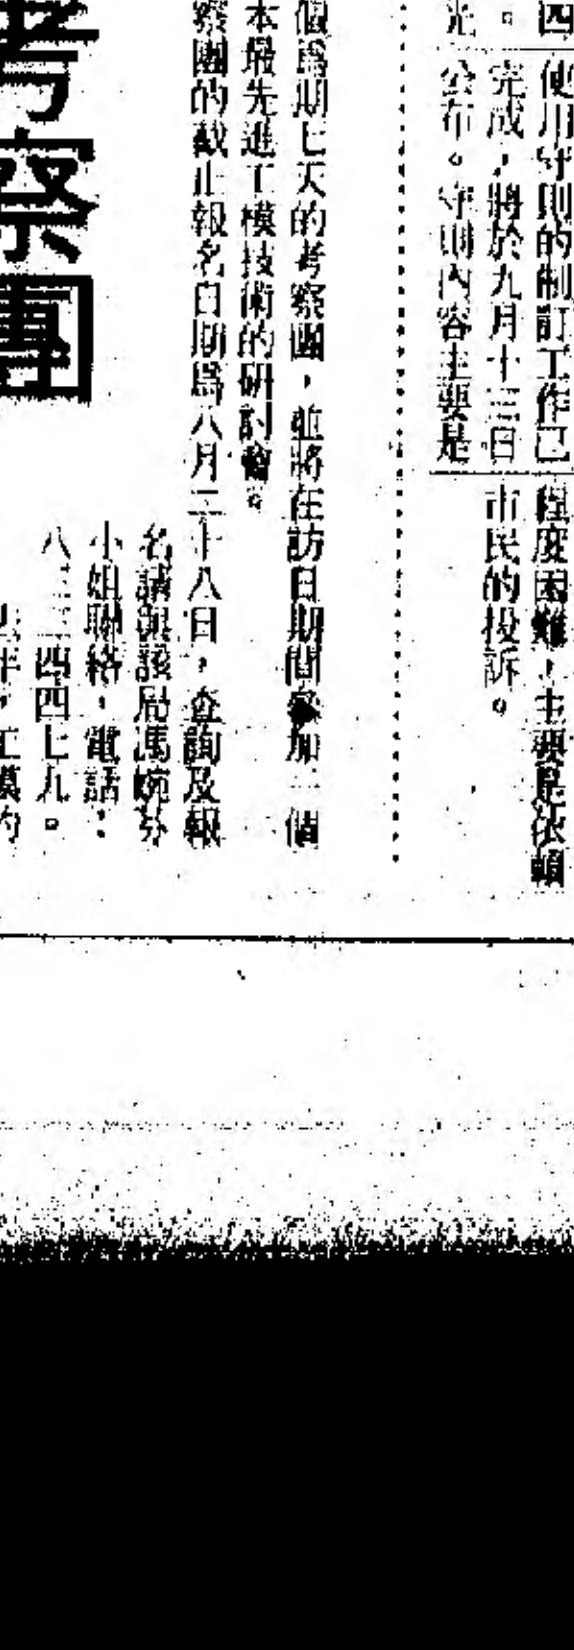 四
。
光
使用守則的制訂工作已
完成，將於九月十三日
公布。守則內容主要是
程度困難，主要是依賴
市民的投訴。
個爲期七天的考察團，並將在訪日期間參加一個
本最先進工模技術的研討會。
察團的截止報名日期爲八月二十八日，查詢及報
名請與該局馮婉芬
小姐聯絡，電話：
八三三四四七九。
考察團